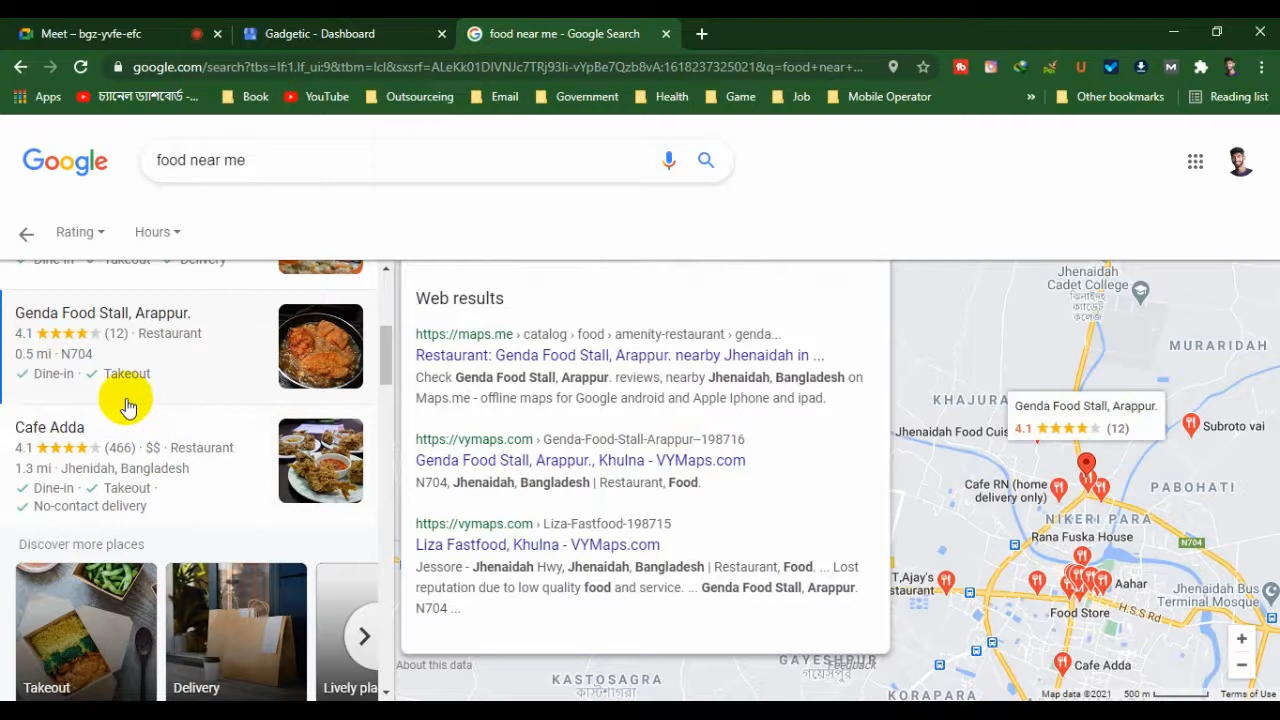 Meet – bgz-yvfe-efc
Gadgetic - Dashboard
food near me - Google Search
google.com/search?tbs=lf:1,lf_ui:9&tbm=lcl&sxsrf=ALeKk01DIVNJc7TRj93Ii-vYpBe7Qzb8vA:1618237325021&q=food+near+...
Apps
চ্যানেল ড্যাশবোর্ড -...
Book
YouTube
Outsourceing
Email
Government
Health
Game
Job
Mobile Operator
»
Other bookmarks
Reading list
Google
food near me
Rating
Hours
Dine-in · Takeout · Delivery
Genda Food Stall, Arappur.
4.1 (12) · Restaurant
0.5 mi · N704
Dine-in · Takeout
Cafe Adda
4.1 (466) · $$ · Restaurant
1.3 mi · Jhenidah, Bangladesh
Dine-in · Takeout ·
No-contact delivery
Discover more places
Takeout
Delivery
Lively pla
Web results
https://maps.me › catalog › food › amenity-restaurant › genda...
Restaurant: Genda Food Stall, Arappur. nearby Jhenaidah in ...
Check Genda Food Stall, Arappur. reviews, nearby Jhenaidah, Bangladesh on
Maps.me - offline maps for Google android and Apple Iphone and ipad.
https://vymaps.com › Genda-Food-Stall-Arappur--198716
Genda Food Stall, Arappur., Khulna - VYMaps.com
N704, Jhenaidah, Bangladesh | Restaurant, Food.
https://vymaps.com › Liza-Fastfood-198715
Liza Fastfood, Khulna - VYMaps.com
Jessore - Jhenaidah Hwy, Jhenaidah, Bangladesh | Restaurant, Food. ... Lost
reputation due to low quality food and service. ... Genda Food Stall, Arappur.
N704 ...
About this data
Feedback
Jhenaidah
Cadet College
ঝিনাইদহ
ক্যাডেট
কলেজ
MURARIDAH
KHAJURA
Genda Food Stall, Arappur.
4.1 (12)
Jhenaidah Food Cuis
Subroto vai
Cafe RN (home
delivery only)
PABOHATI
NIKERI PARA
Rana Fuska House
N704
T,Ajay's
staurant
Aahar
Food Store
Jhenaidah Bus
Terminal Mosque
H.S.S Rd
Cafe Adda
GAYESHPUR
গয়েসপুর
KASTOSAGRA
কাস্টসাগরা
KORAPARA
Map data ©2021
500 m
Terms of Use